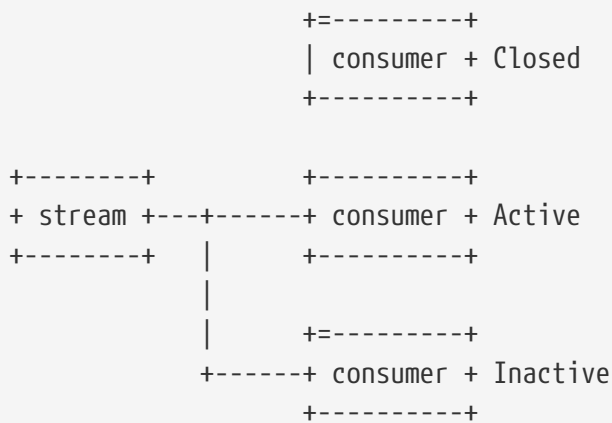 +=---------+
                       | consumer + Closed
                       +----------+

+--------+             +----------+
+ stream +---+------+ consumer + Active
+--------+   |         +----------+
             |
             |         +=---------+
             +------+ consumer + Inactive
                       +----------+